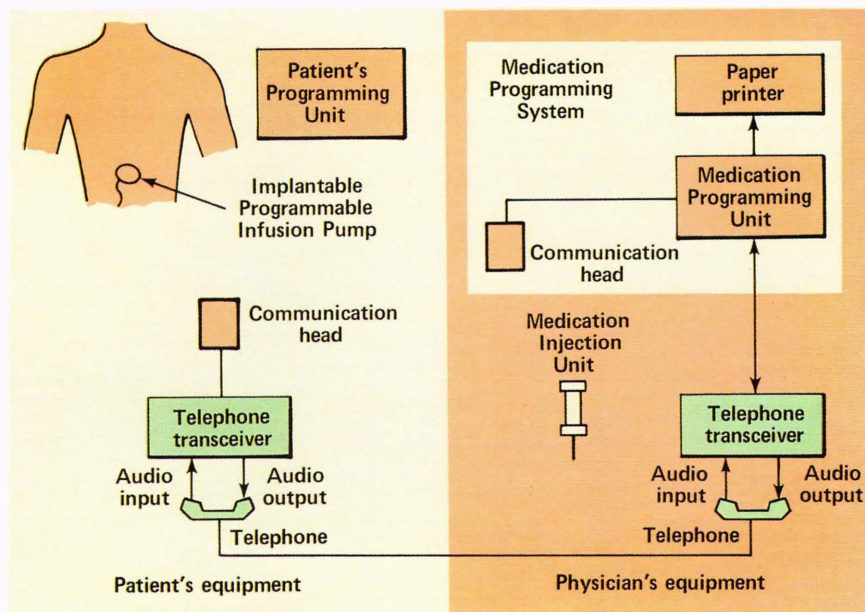 Patient's
Programming
Unit
Implantable
Programmable
Infusion Pump
Communication
head
Telephone
transceiver
Audio
input
Audio
output
Telephone
Patient's equipment
Medication
Programming
System
Paper
printer
Medication
Programming
Unit
Communication
head
Medication
Injection
Unit
Telephone
transceiver
Audio
input
Audio
output
Telephone
Physician's equipment